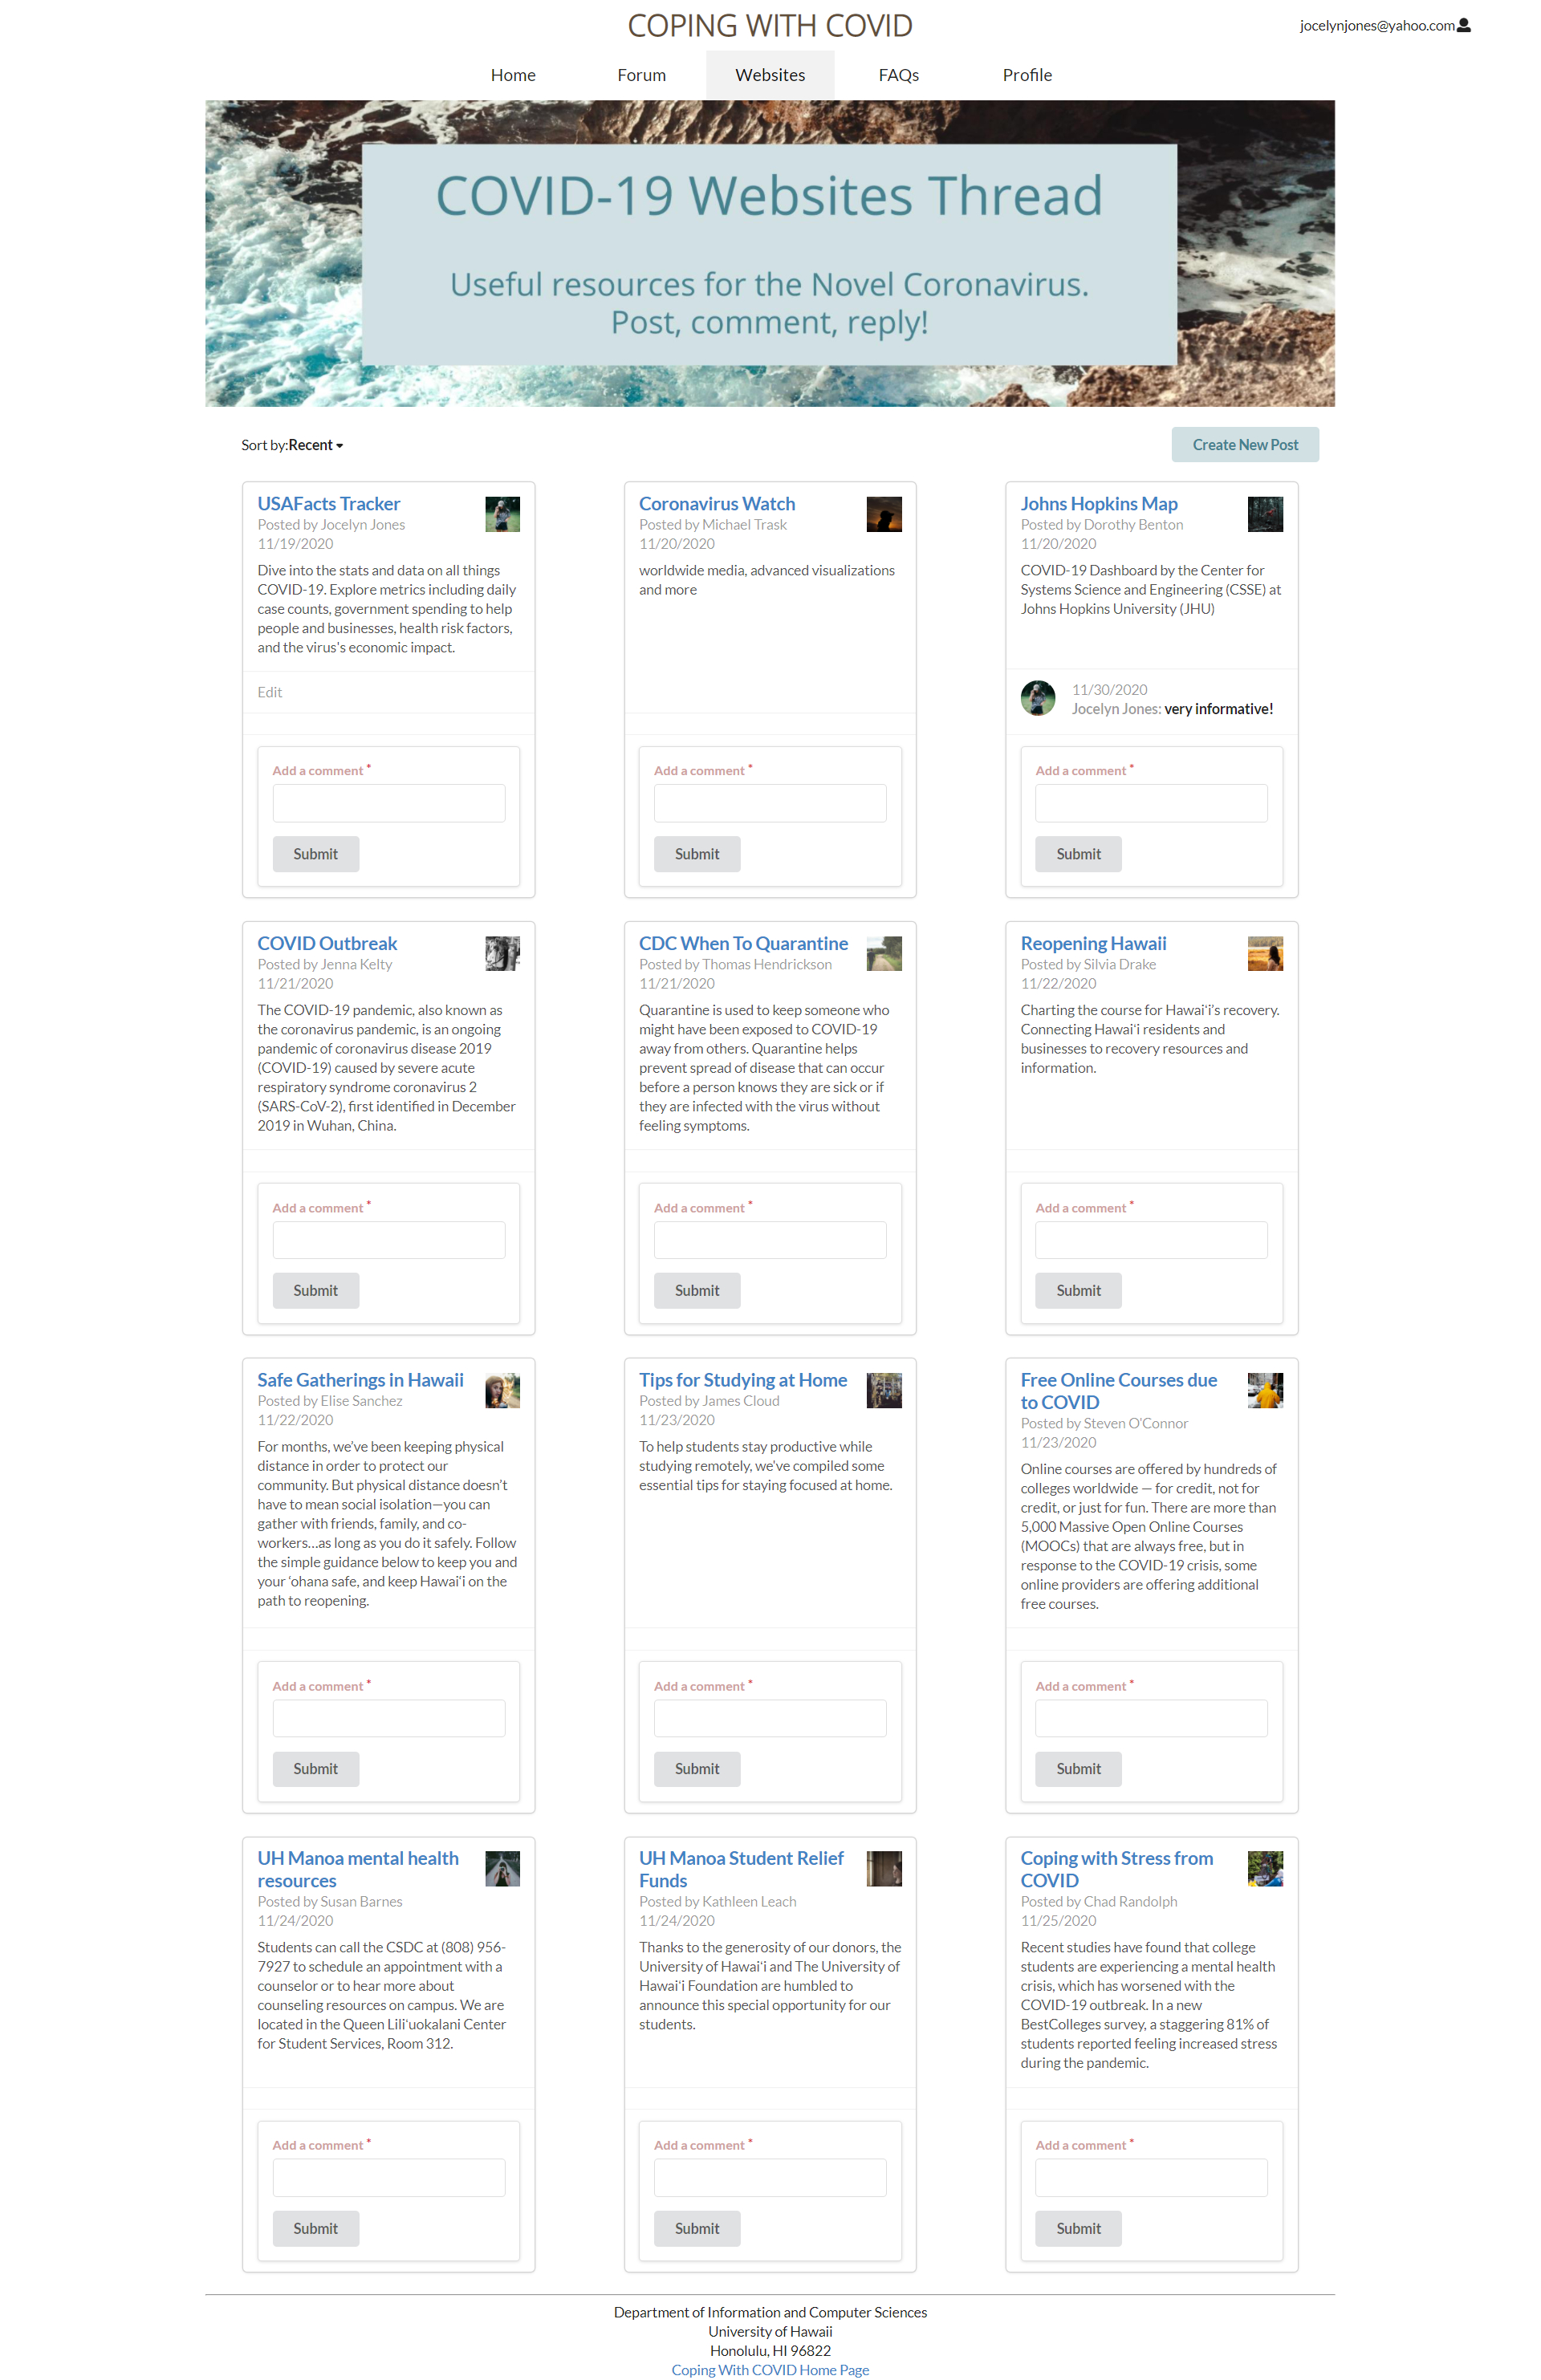 COPING WITH COVID
jocelynjones@yahoo.com
Home
Forum
Websites
FAQs
Profile
COVID-19 Websites Thread
Useful resources for the Novel Coronavirus.
Post, comment, reply!
Sort by:Recent
Create New Post
USAFacts Tracker
Posted by Jocelyn Jones
11/19/2020
Dive into the stats and data on all things
COVID-19. Explore metrics including daily
case counts, government spending to help
people and businesses, health risk factors,
and the virus's economic impact.
Edit
Add a comment *
Submit
Coronavirus Watch
Posted by Michael Trask
11/20/2020
worldwide media, advanced visualizations
and more
Add a comment *
Submit
Johns Hopkins Map
Posted by Dorothy Benton
11/20/2020
COVID-19 Dashboard by the Center for
Systems Science and Engineering (CSSE) at
Johns Hopkins University (JHU)
11/30/2020
Jocelyn Jones: very informative!
Add a comment *
Submit
COVID Outbreak
Posted by Jenna Kelty
11/21/2020
The COVID-19 pandemic, also known as
the coronavirus pandemic, is an ongoing
pandemic of coronavirus disease 2019
(COVID-19) caused by severe acute
respiratory syndrome coronavirus 2
(SARS-CoV-2), first identified in December
2019 in Wuhan, China.
Add a comment *
Submit
CDC When To Quarantine
Posted by Thomas Hendrickson
11/21/2020
Quarantine is used to keep someone who
might have been exposed to COVID-19
away from others. Quarantine helps
prevent spread of disease that can occur
before a person knows they are sick or if
they are infected with the virus without
feeling symptoms.
Add a comment *
Submit
Reopening Hawaii
Posted by Silvia Drake
11/22/2020
Charting the course for Hawaiʻi's recovery.
Connecting Hawaiʻi residents and
businesses to recovery resources and
information.
Add a comment *
Submit
Safe Gatherings in Hawaii
Posted by Elise Sanchez
11/22/2020
For months, we've been keeping physical
distance in order to protect our
community. But physical distance doesn't
have to mean social isolation—you can
gather with friends, family, and co-
workers...as long as you do it safely. Follow
the simple guidance below to keep you and
your ʻohana safe, and keep Hawaiʻi on the
path to reopening.
Add a comment *
Submit
Tips for Studying at Home
Posted by James Cloud
11/23/2020
To help students stay productive while
studying remotely, we've compiled some
essential tips for staying focused at home.
Add a comment *
Submit
Free Online Courses due
to COVID
Posted by Steven O'Connor
11/23/2020
Online courses are offered by hundreds of
colleges worldwide — for credit, not for
credit, or just for fun. There are more than
5,000 Massive Open Online Courses
(MOOCs) that are always free, but in
response to the COVID-19 crisis, some
online providers are offering additional
free courses.
Add a comment *
Submit
UH Manoa mental health
resources
Posted by Susan Barnes
11/24/2020
Students can call the CSDC at (808) 956-
7927 to schedule an appointment with a
counselor or to hear more about
counseling resources on campus. We are
located in the Queen Liliʻuokalani Center
for Student Services, Room 312.
Add a comment *
Submit
UH Manoa Student Relief
Funds
Posted by Kathleen Leach
11/24/2020
Thanks to the generosity of our donors, the
University of Hawaiʻi and The University of
Hawaiʻi Foundation are humbled to
announce this special opportunity for our
students.
Add a comment *
Submit
Coping with Stress from
COVID
Posted by Chad Randolph
11/25/2020
Recent studies have found that college
students are experiencing a mental health
crisis, which has worsened with the
COVID-19 outbreak. In a new
BestColleges survey, a staggering 81% of
students reported feeling increased stress
during the pandemic.
Add a comment *
Submit
Department of Information and Computer Sciences
University of Hawaii
Honolulu, HI 96822
Coping With COVID Home Page